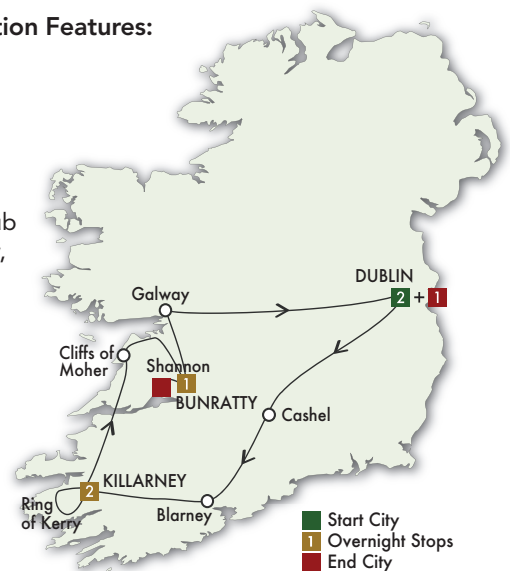 tion Features:
ub
,
DUBLIN
2 + 1
Galway
Cliffs of
Moher
Shannon
1
BUNRATTY
Cashel
KILLARNEY
2
Ring
of Kerry
Blarney
Start City
1 Overnight Stops
End City